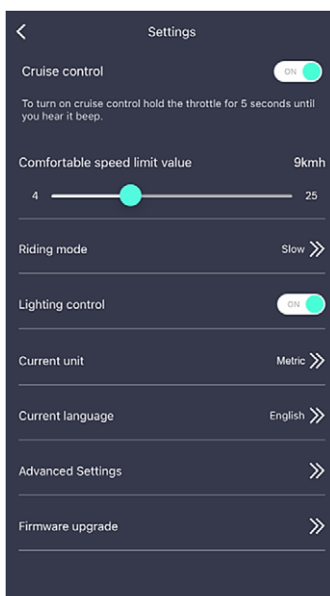 Settings
Cruise control ON
To turn on cruise control hold the throttle for 5 seconds until
you hear it beep.
Comfortable speed limit value 9kmh
4 25
Riding mode Slow
Lighting control ON
Current unit Metric
Current language English
Advanced Settings
Firmware upgrade